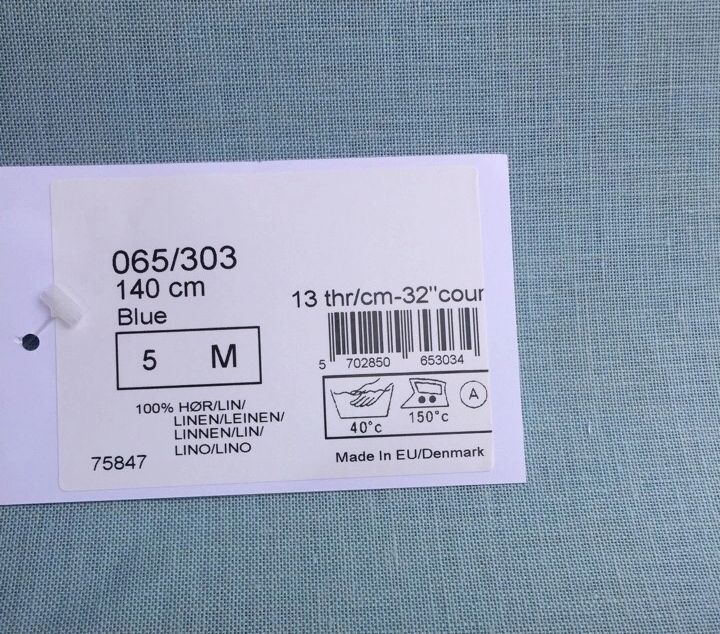 065/303
140 cm
Blue
5 M
13 thr/cm-32"cour
5 702850 653034
40°c 150°c A
100% HØR/LIN/
LINEN/LEINEN/
LINNEN/LIN/
LINO/LINO
75847
Made In EU/Denmark